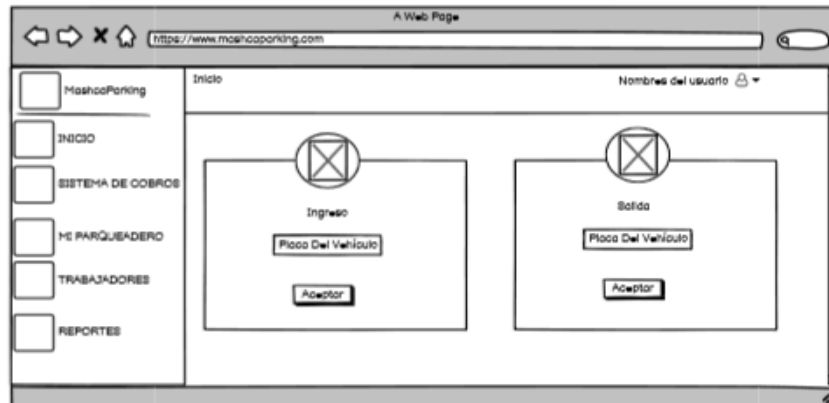 A Web Page
https://www.mashcaparking.com
MashcaParking
INICIO
SISTEMA DE COBROS
MI PARQUEADERO
TRABAJADORES
REPORTES
Inicio
Nombres del usuario
Ingreso
Placa Del Vehículo
Aceptar
Salida
Placa Del Vehículo
Aceptar